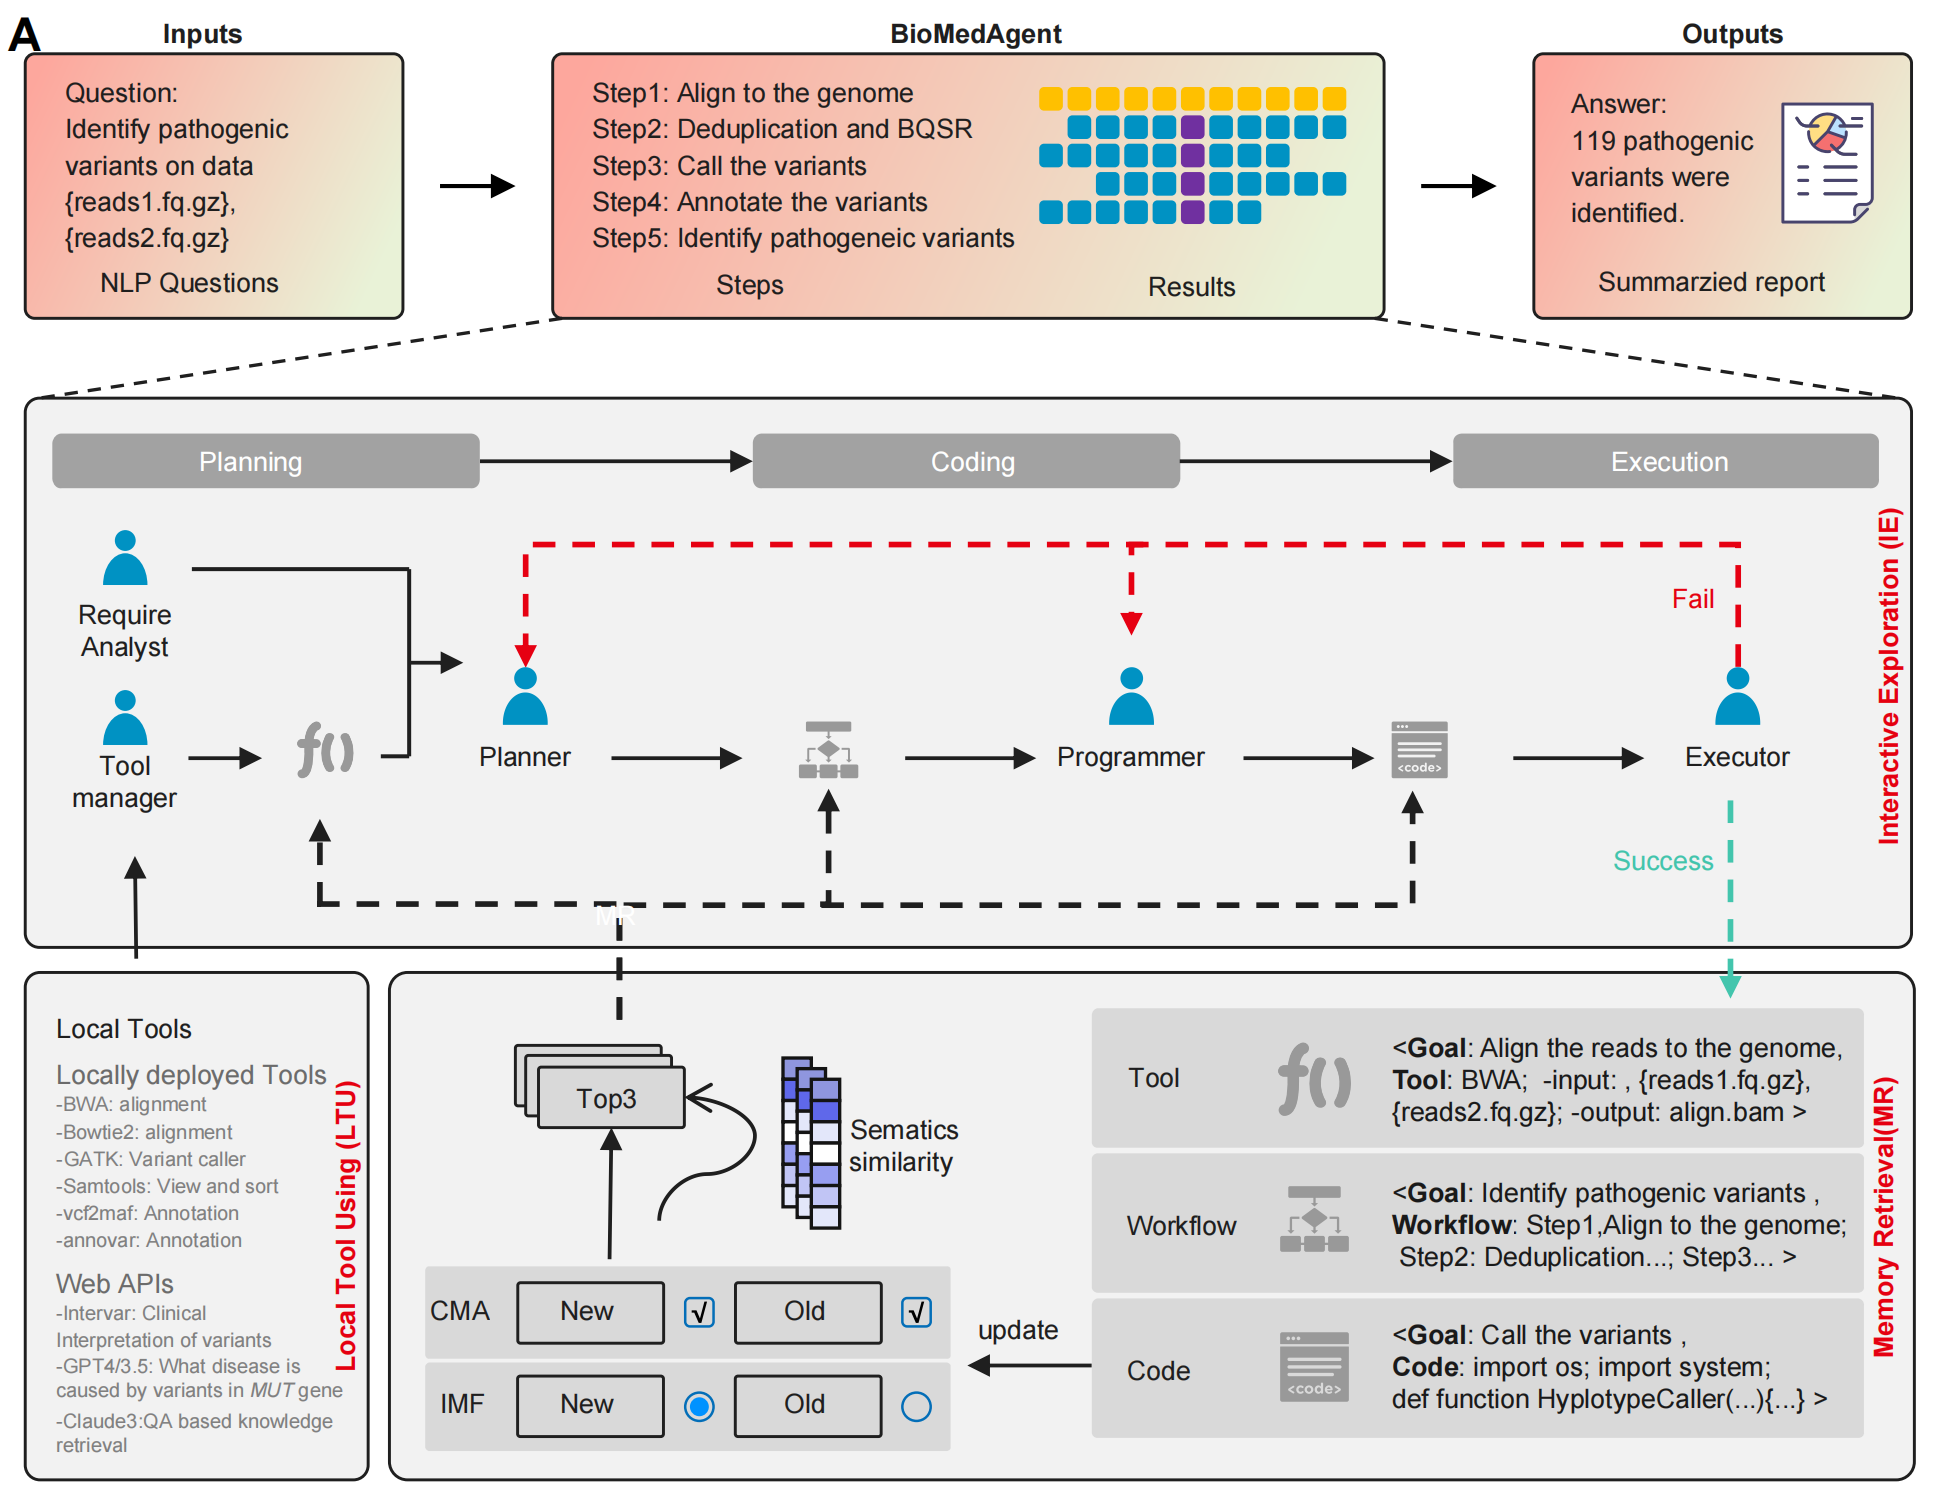 A
Inputs
BioMedAgent
Outputs
Question:
Identify pathogenic
variants on data
{reads1.fq.gz},
{reads2.fq.gz}
NLP Questions
Step1: Align to the genome
Step2: Deduplication and BQSR
Step3: Call the variants
Step4: Annotate the variants
Step5: Identify pathogeneic variants
Steps
Results
Answer:
119 pathogenic
variants were
identified.
Summarzied report
Planning
Coding
Execution
Require
Analyst
Tool
manager
f()
Planner
Programmer
<code>
Executor
Fail
Success
MR
Interactive Exploration (IE)
Local Tools
Locally deployed Tools
-BWA: alignment
-Bowtie2: alignment
-GATK: Variant caller
-Samtools: View and sort
-vcf2maf: Annotation
-annovar: Annotation
Web APIs
-Intervar: Clinical
Interpretation of variants
-GPT4/3.5: What disease is
caused by variants in MUT gene
-Claude3:QA based knowledge
retrieval
Local Tool Using (LTU)
Top3
Sematics
similarity
CMA
New
√
Old
√
IMF
New
Old
update
Tool
f()
<Goal: Align the reads to the genome,
Tool: BWA;  -input: , {reads1.fq.gz},
{reads2.fq.gz}; -output: align.bam >
Workflow
<Goal: Identify pathogenic variants ,
Workflow: Step1,Align to the genome;
Step2: Deduplication...; Step3... >
Code
<code>
<Goal: Call the variants ,
Code: import os; import system;
def function HyplotypeCaller(...){...} >
Memory Retrieval(MR)